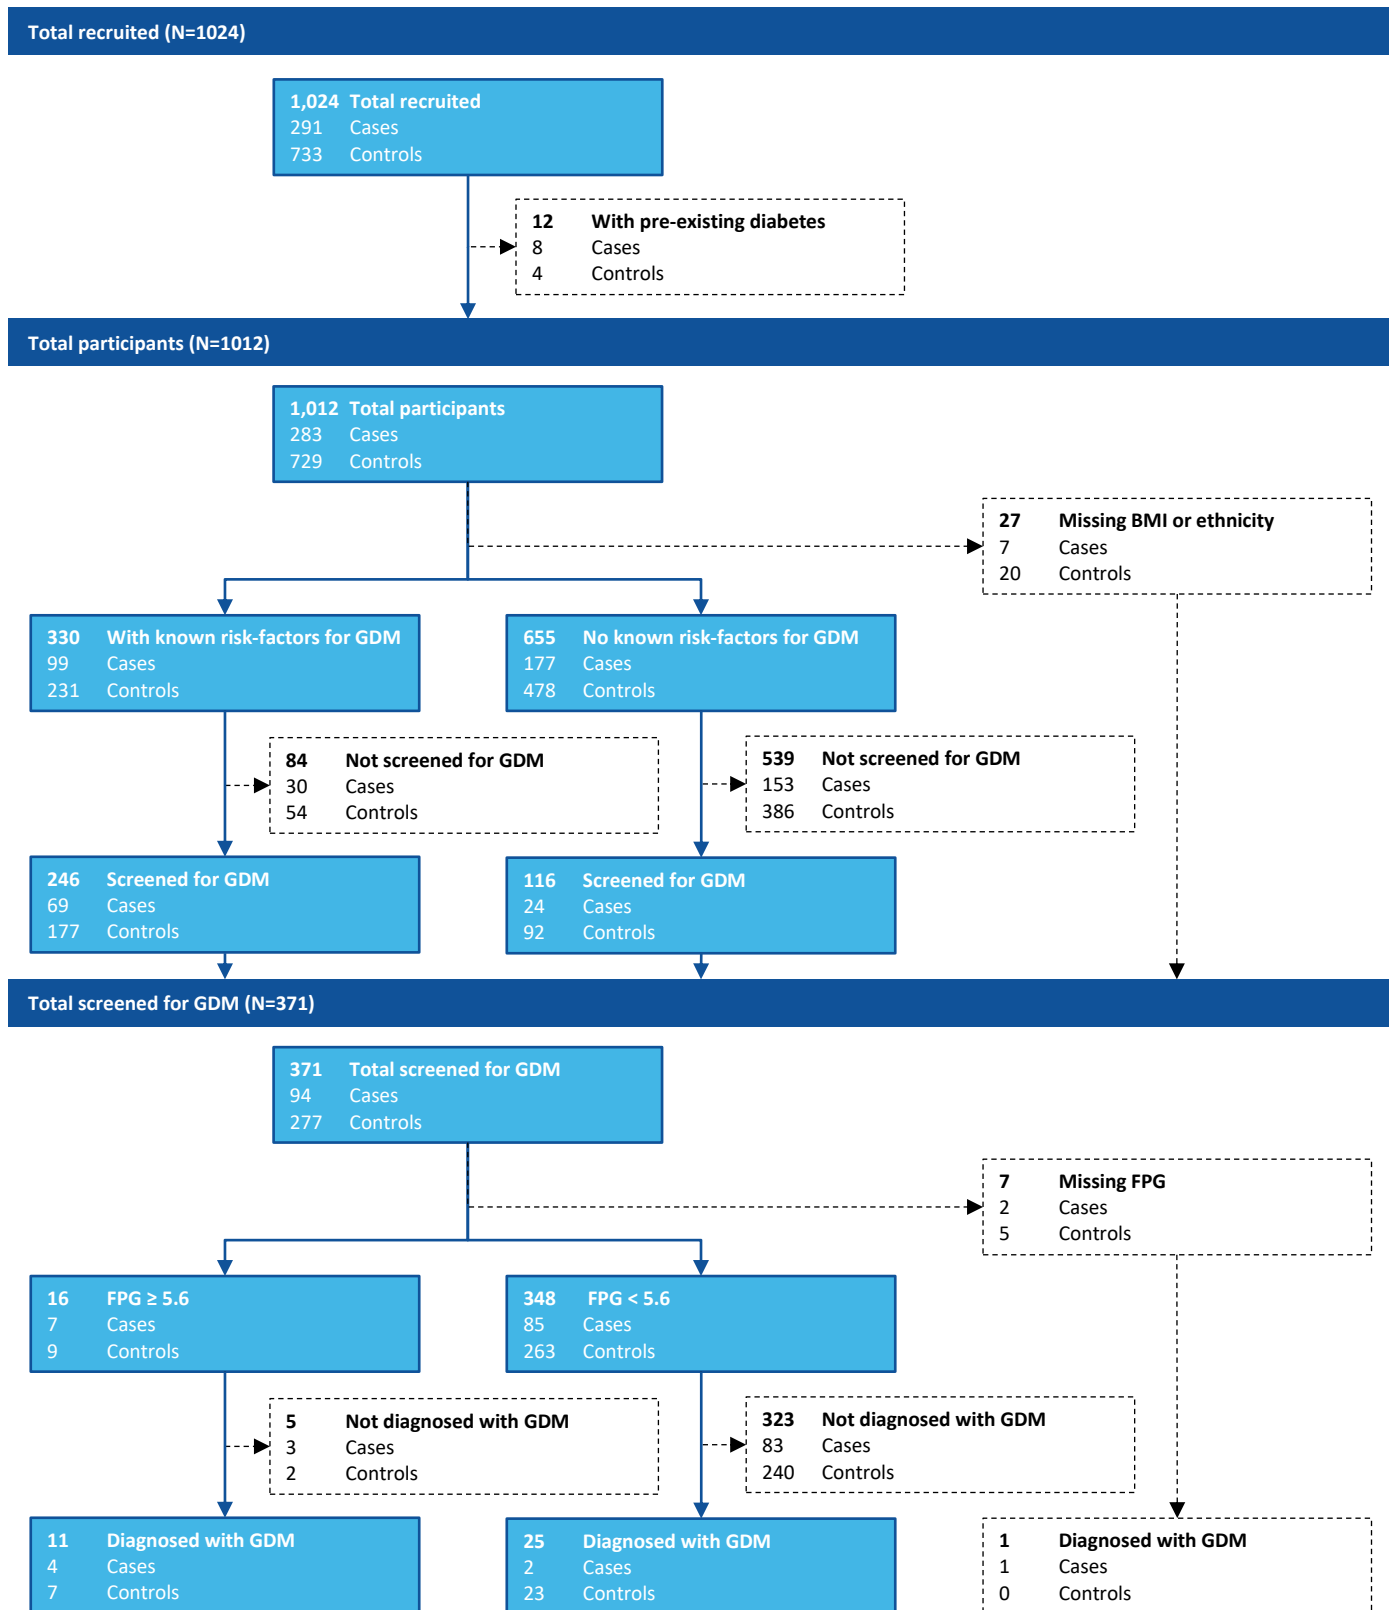 Total recruited (N=1024)
1,024 Total recruited
291 Cases
733 Controls
12 With pre-existing diabetes
8 Cases
4 Controls
Total participants (N=1012)
1,012 Total participants
283 Cases
729 Controls
27 Missing BMI or ethnicity
7 Cases
20 Controls
330 With known risk-factors for GDM
99 Cases
231 Controls
655 No known risk-factors for GDM
177 Cases
478 Controls
84 Not screened for GDM
30 Cases
54 Controls
539 Not screened for GDM
153 Cases
386 Controls
246 Screened for GDM
69 Cases
177 Controls
116 Screened for GDM
24 Cases
92 Controls
Total screened for GDM (N=371)
371 Total screened for GDM
94 Cases
277 Controls
7 Missing FPG
2 Cases
5 Controls
16 FPG ≥ 5.6
7 Cases
9 Controls
348 FPG < 5.6
85 Cases
263 Controls
5 Not diagnosed with GDM
3 Cases
2 Controls
323 Not diagnosed with GDM
83 Cases
240 Controls
11 Diagnosed with GDM
4 Cases
7 Controls
25 Diagnosed with GDM
2 Cases
23 Controls
1 Diagnosed with GDM
1 Cases
0 Controls